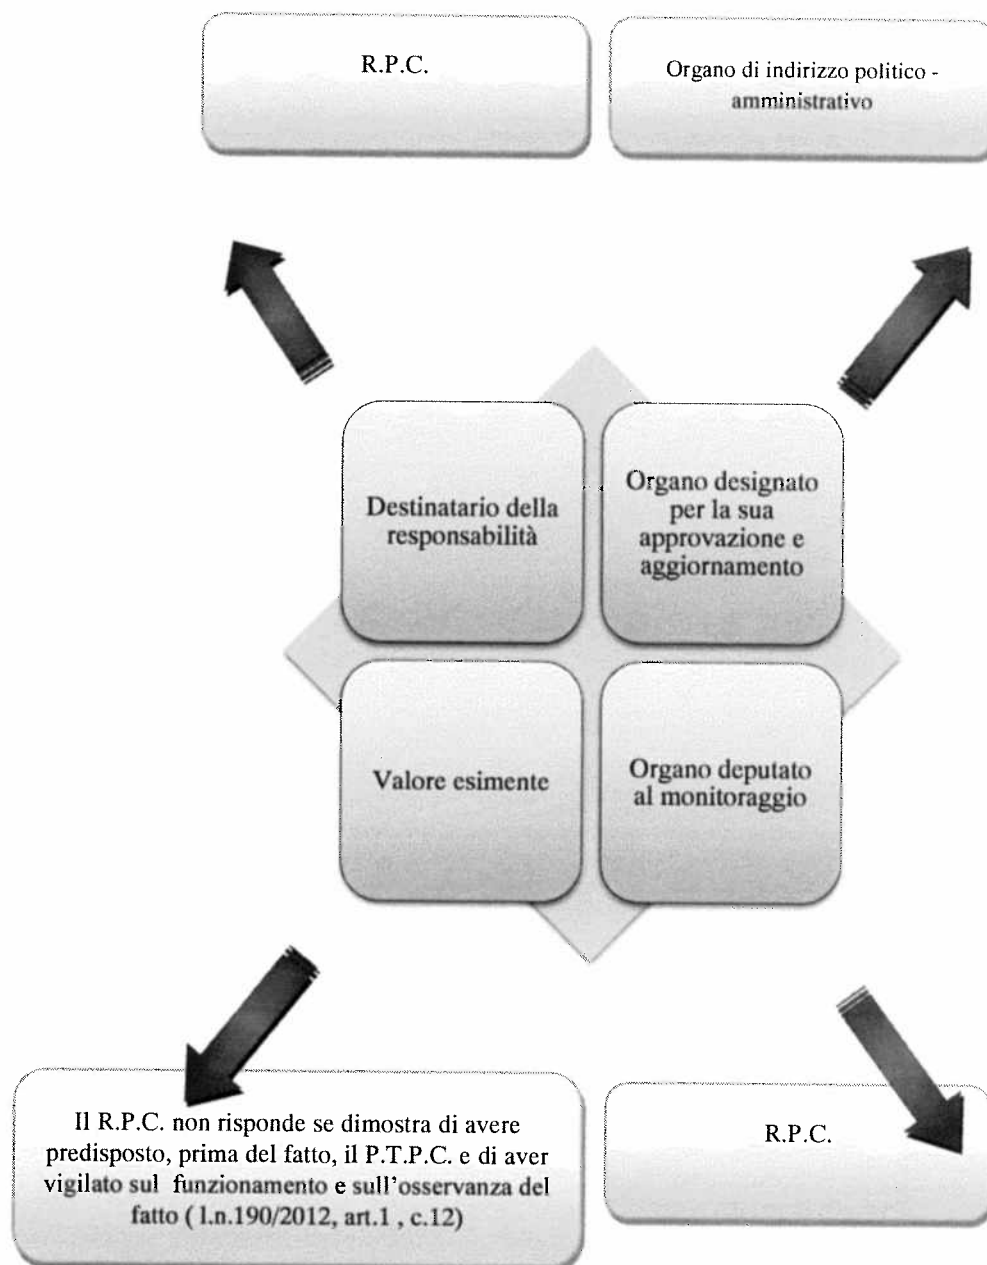 R.P.C.
Organo di indirizzo politico -
amministrativo
Destinatario della
responsabilità
Organo designato
per la sua
approvazione e
aggiornamento
Valore esimente
Organo deputato
al monitoraggio
Il R.P.C. non risponde se dimostra di avere
predisposto, prima del fatto, il P.T.P.C. e di aver
vigilato sul funzionamento e sull'osservanza del
fatto ( l.n.190/2012, art.1 , c.12)
R.P.C.